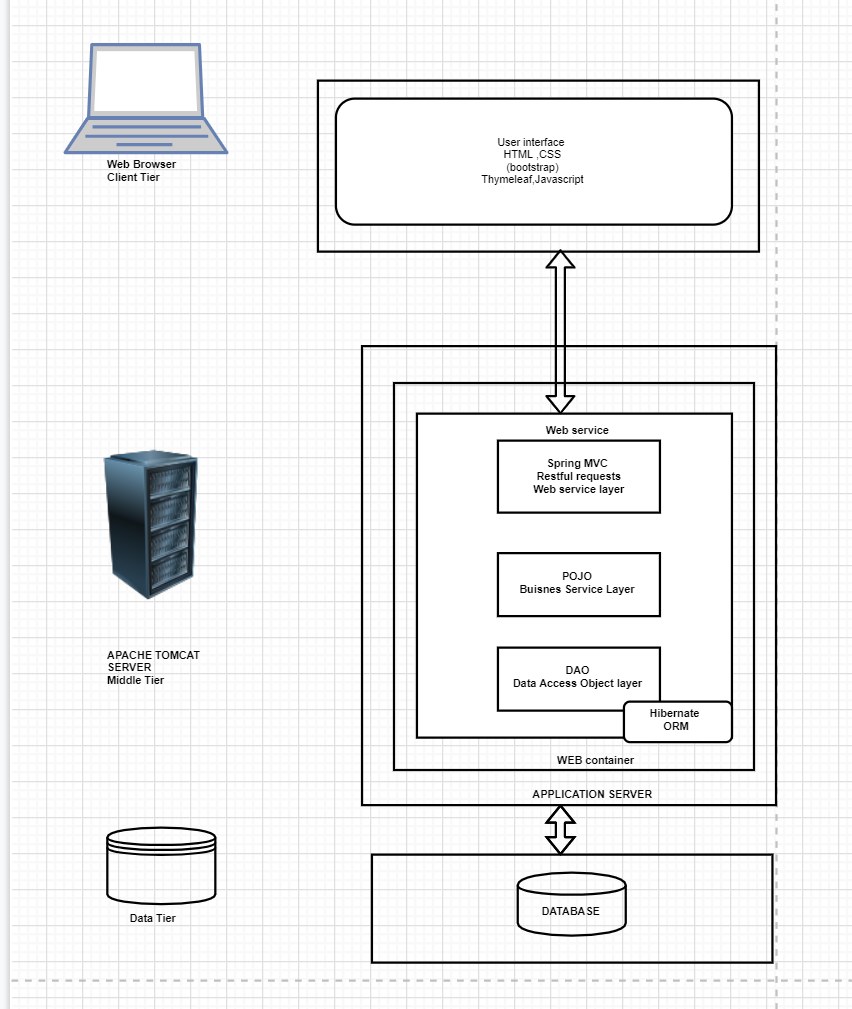 Web Browser
Client Tier
User interface
HTML ,CSS
(bootstrap)
Thymeleaf,Javascript
Web service
Spring MVC
Restful requests
Web service layer
POJO
Buisnes Service Layer
DAO
Data Access Object layer
Hibernate
ORM
WEB container
APPLICATION SERVER
APACHE TOMCAT
SERVER
Middle Tier
Data Tier
DATABASE